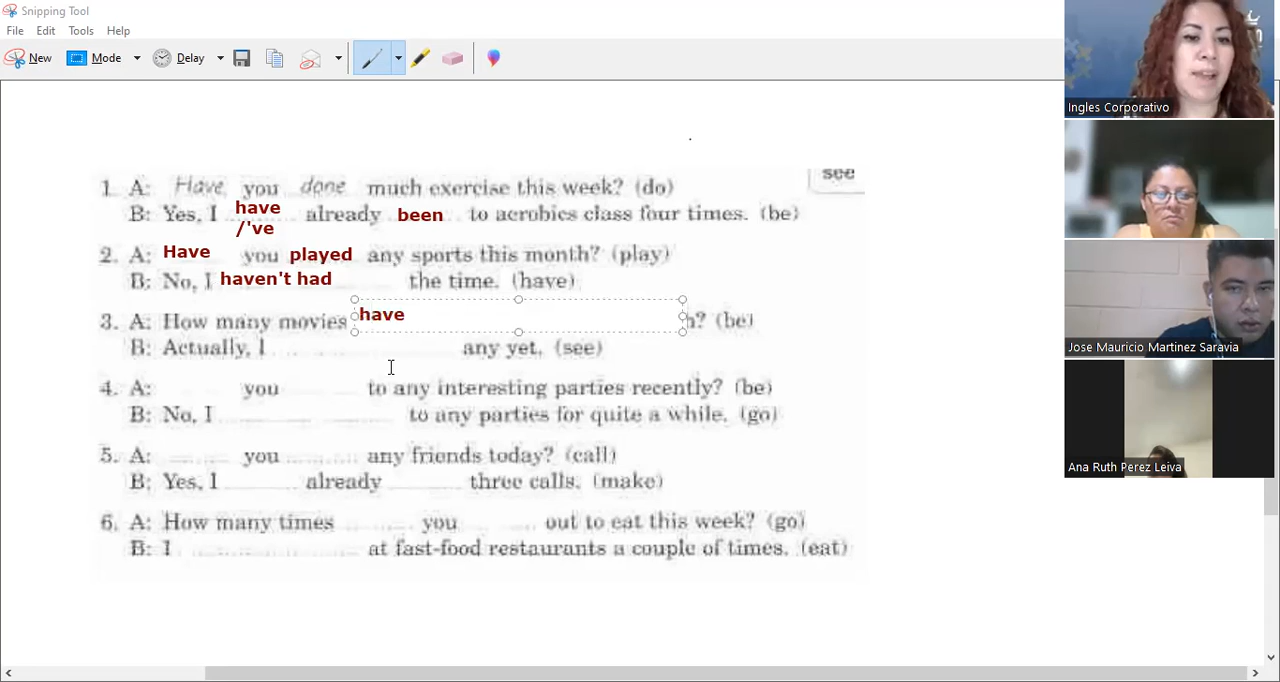 Snipping Tool
File Edit Tools Help
New Mode Delay
see
1. A: Have you done much exercise this week? (do)
B: Yes, I have /'ve already been to aerobics class four times. (be)
2. A: Have you played any sports this month? (play)
B: No, I haven't had the time. (have)
3. A: How many movies have h? (be)
B: Actually, I any yet. (see)
4. A: you to any interesting parties recently? (be)
B: No, I to any parties for quite a while. (go)
5. A: you any friends today? (call)
B: Yes, I already three calls. (make)
6. A: How many times you out to eat this week? (go)
B: I at fast-food restaurants a couple of times. (eat)
Ingles Corporativo
Jose Mauricio Martinez Saravia
Ana Ruth Perez Leiva